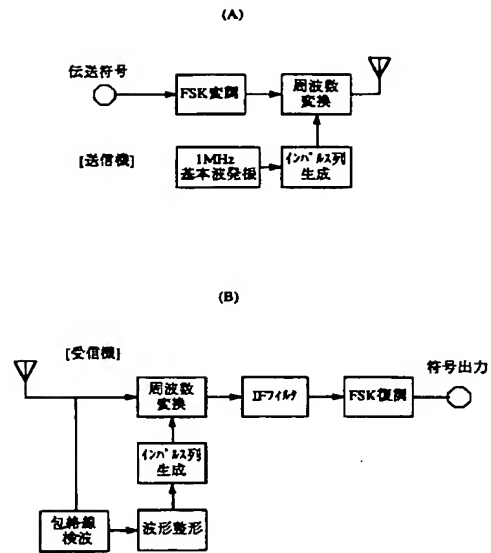 (A)
伝送符号
FSK変調
周波数
変換
[送信機]
1MHz
基本波発振
インパルス列
生成
(B)
[受信機]
符号出力
周波数
変換
IFフィルタ
FSK復調
インパルス列
生成
包絡線
検波
波形整形